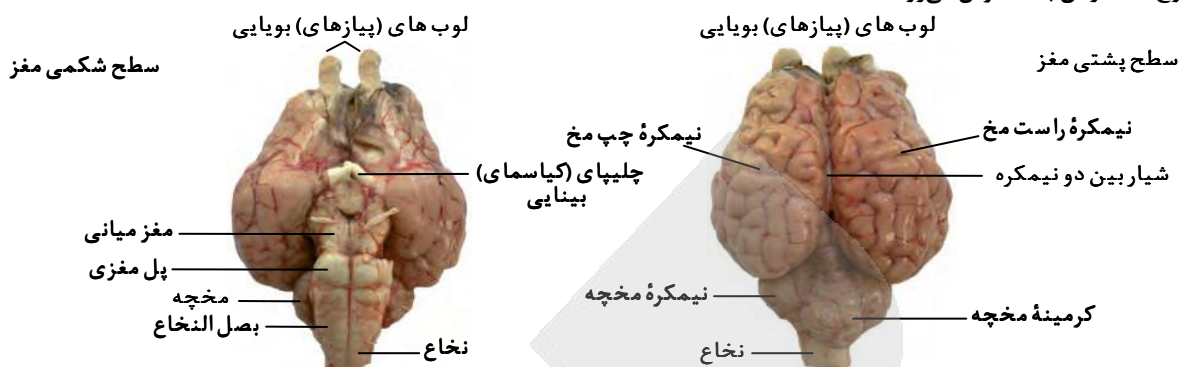 لوب های (پیازهای) بویایی
سطح پشتی مغز
نیمکرهٔ راست مخ
نیمکرهٔ چپ مخ
شیار بین دو نیمکره
نیمکرهٔ مخچه
کرمینهٔ مخچه
نخاع
لوب های (پیازهای) بویایی
سطح شکمی مغز
چلیپای (کیاسمای)
بینایی
مغز میانی
پل مغزی
مخچه
بصل النخاع
نخاع